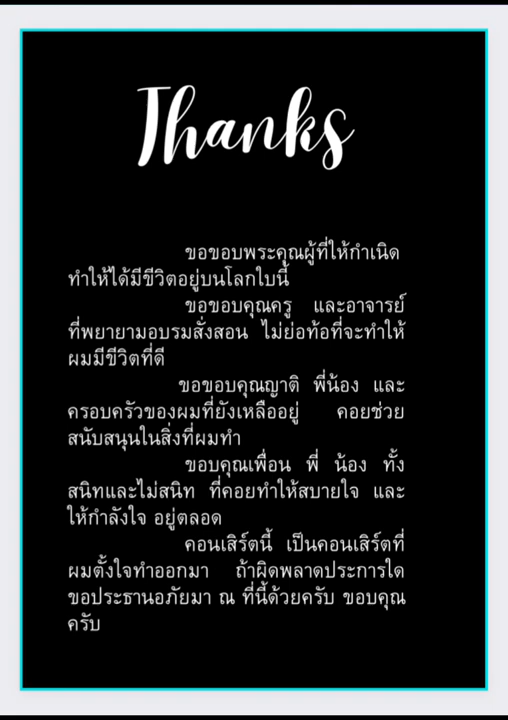 Thanks
ขอขอบพระคุณผู้ที่ให้กำเนิด
ทำให้ได้มีชีวิตอยู่บนโลกใบนี้
ขอขอบคุณครู และอาจารย์
ที่พยายามอบรมสั่งสอน ไม่ย่อท้อที่จะทำให้
ผมมีชีวิตที่ดี
ขอขอบคุณญาติ พี่น้อง และ
ครอบครัวของผมที่ยังเหลืออยู่ คอยช่วย
สนับสนุนในสิ่งที่ผมทำ
ขอบคุณเพื่อน พี่ น้อง ทั้ง
สนิทและไม่สนิท ที่คอยทำให้สบายใจ และ
ให้กำลังใจ อยู่ตลอด
คอนเสิร์ตนี้ เป็นคอนเสิร์ตที่
ผมตั้งใจทำออกมา ถ้าผิดพลาดประการใด
ขอประธานอภัยมา ณ ที่นี้ด้วยครับ ขอบคุณ
ครับ